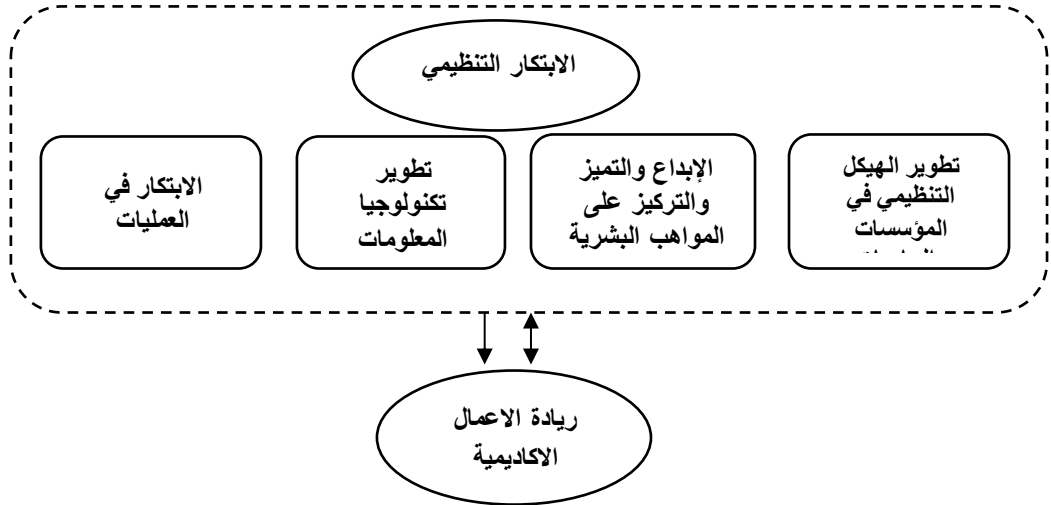 الابتكار التنظيمي
تطوير الهيكل
التنظيمي في
المؤسسات
الإبداع والتميز
والتركيز على
المواهب البشرية
تطوير
تكنولوجيا
المعلومات
الابتكار في
العمليات
ريادة الاعمال
الاكاديمية